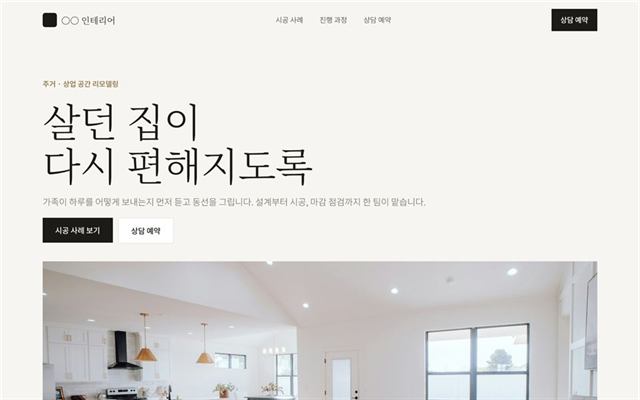 ○○ 인테리어
시공 사례 진행 과정 상담 예약
상담 예약
주거 · 상업 공간 리모델링
살던 집이
다시 편해지도록
가족이 하루를 어떻게 보내는지 먼저 듣고 동선을 그립니다. 설계부터 시공, 마감 점검까지 한 팀이 맡습니다.
시공 사례 보기 상담 예약